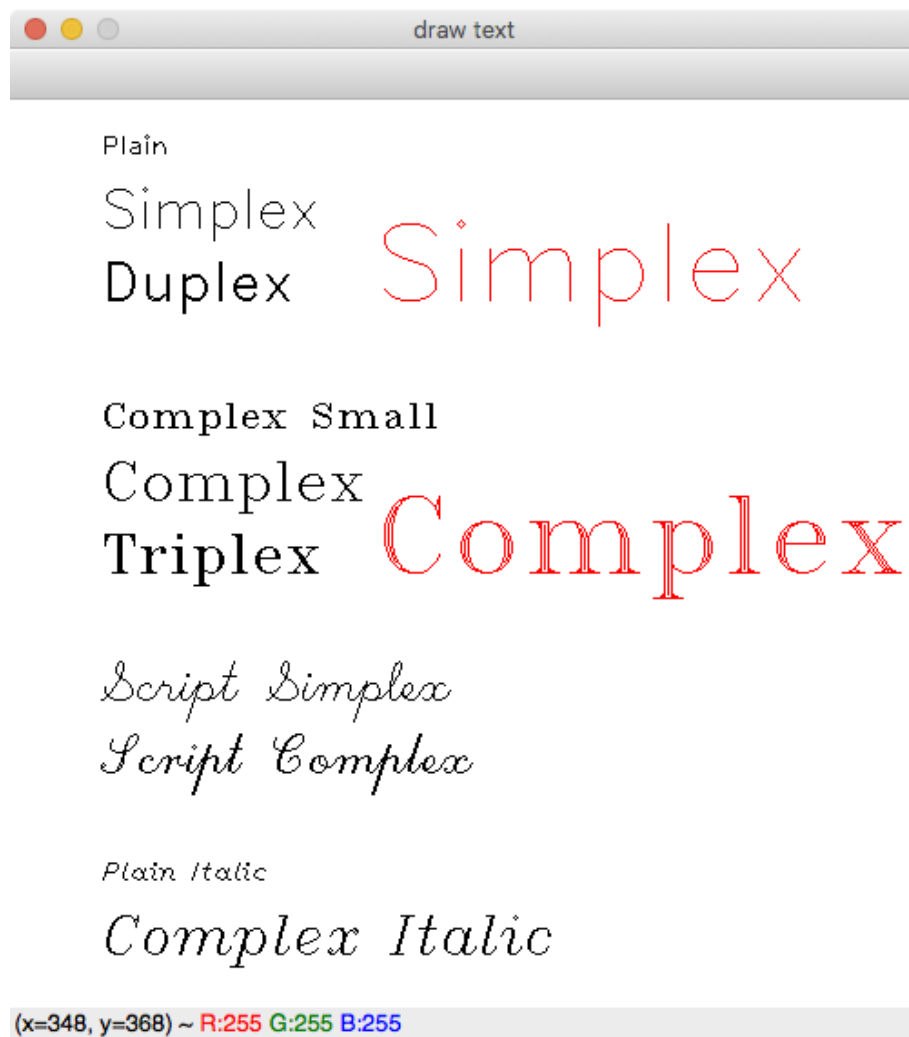 draw text
Plain
Simplex
Simplex
Duplex
Complex Small
Complex
Complex
Triplex
Script Simplex
Script Complex
Plain Italic
Complex Italic
(x=348, y=368) ~ R:255 G:255 B:255